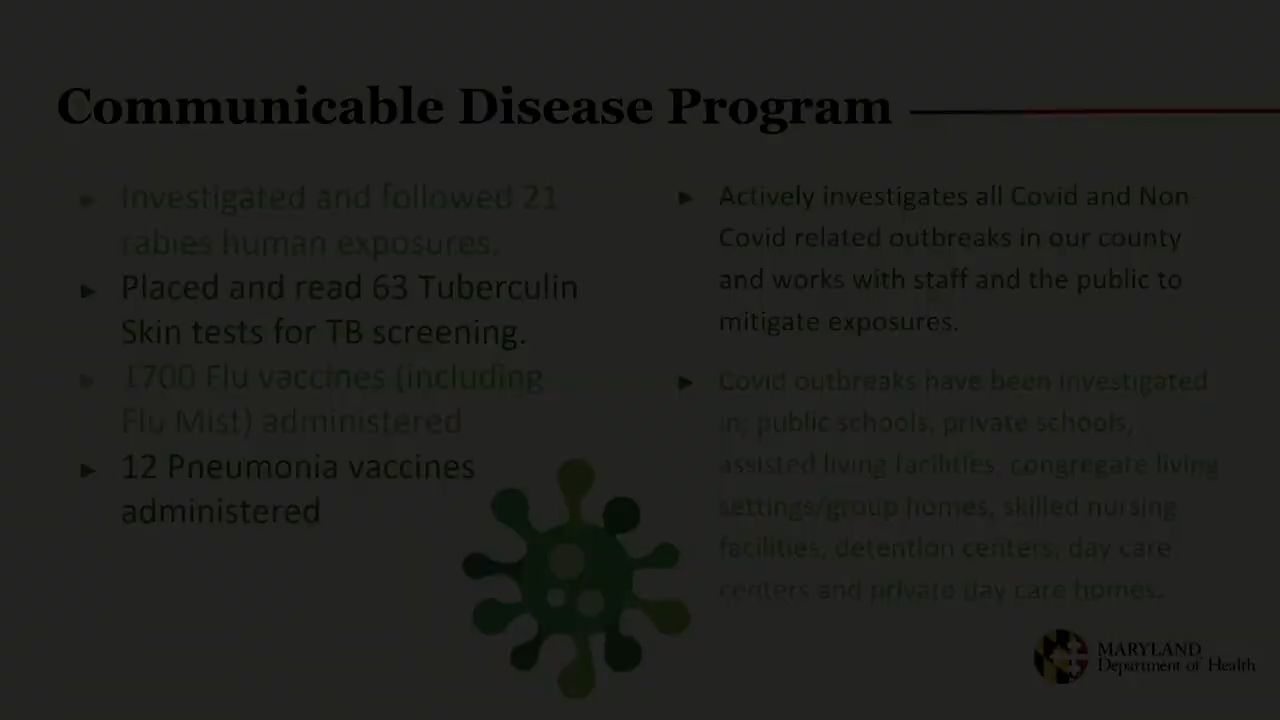 Communicable Disease Program
Investigated and followed 21
rabies human exposures.
Placed and read 63 Tuberculin
Skin tests for TB screening.
1700 Flu vaccines (including
Flu Mist) administered
12 Pneumonia vaccines
administered
Actively investigates all Covid and Non
Covid related outbreaks in our county
and works with staff and the public to
mitigate exposures.
Covid outbreaks have been investigated
in; public schools, private schools,
assisted living facilities, congregate living
settings/group homes, skilled nursing
facilities, detention centers, day care
centers and private day care homes.
MARYLAND
Department of Health